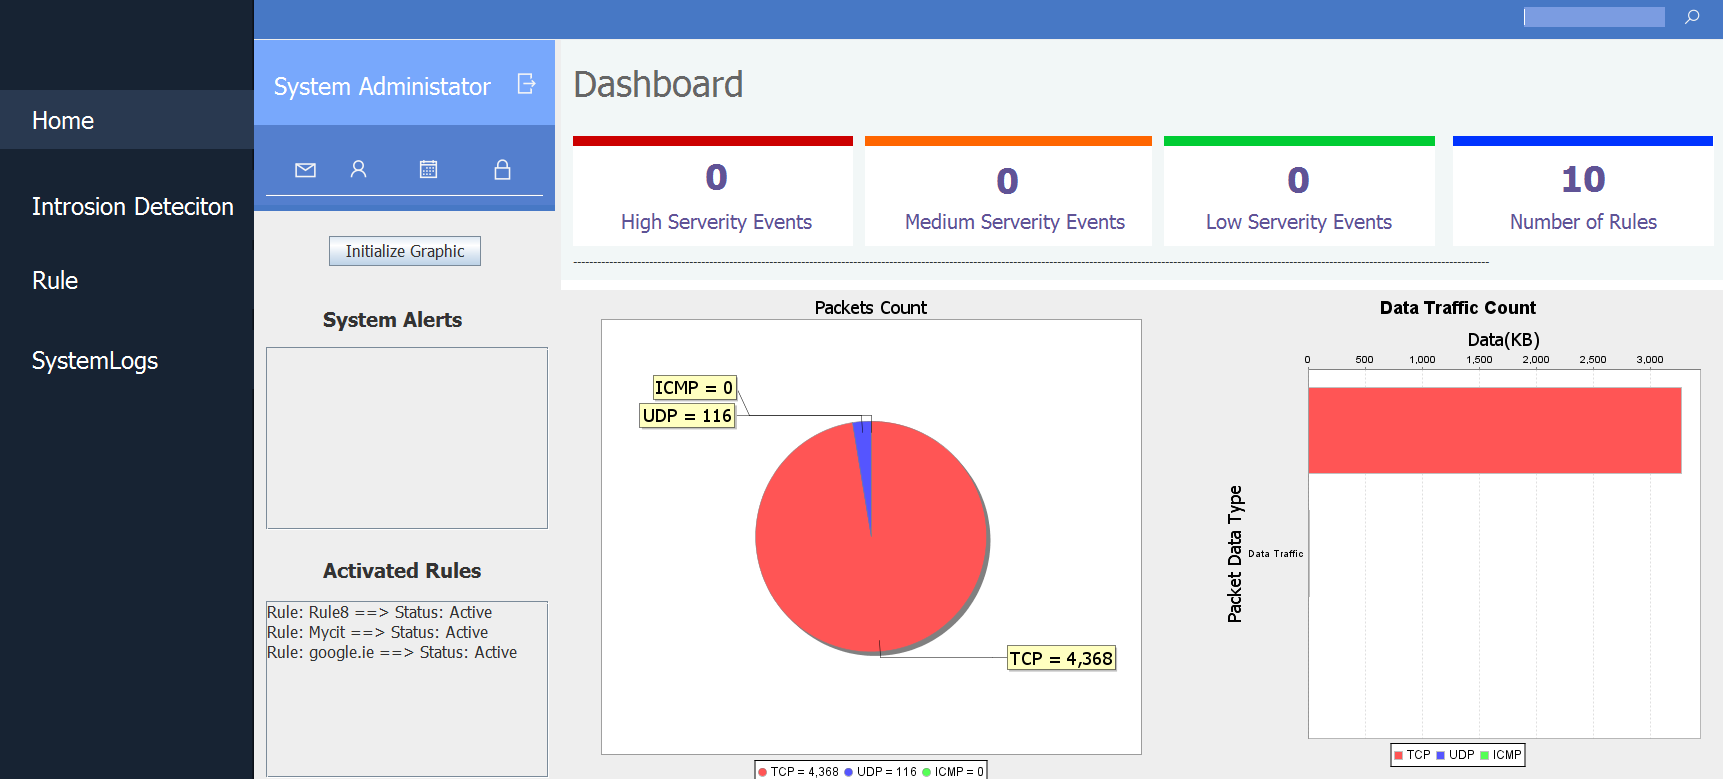 Home
Introsion Deteciton
Rule
SystemLogs
System Administator
Initialize Graphic
System Alerts
Activated Rules
Rule: Rule8 ==> Status: Active
Rule: Mycit ==> Status: Active
Rule: google.ie ==> Status: Active
Dashboard
0
High Serverity Events
0
Medium Serverity Events
0
Low Serverity Events
10
Number of Rules
--------------------------------------------------------------------------------
Packets Count
ICMP = 0
UDP = 116
TCP = 4,368
TCP = 4,368 UDP = 116 ICMP = 0
Data Traffic Count
Data(KB)
0 500 1,000 1,500 2,000 2,500 3,000
Packet Data Type
Data Traffic
TCP UDP ICMP